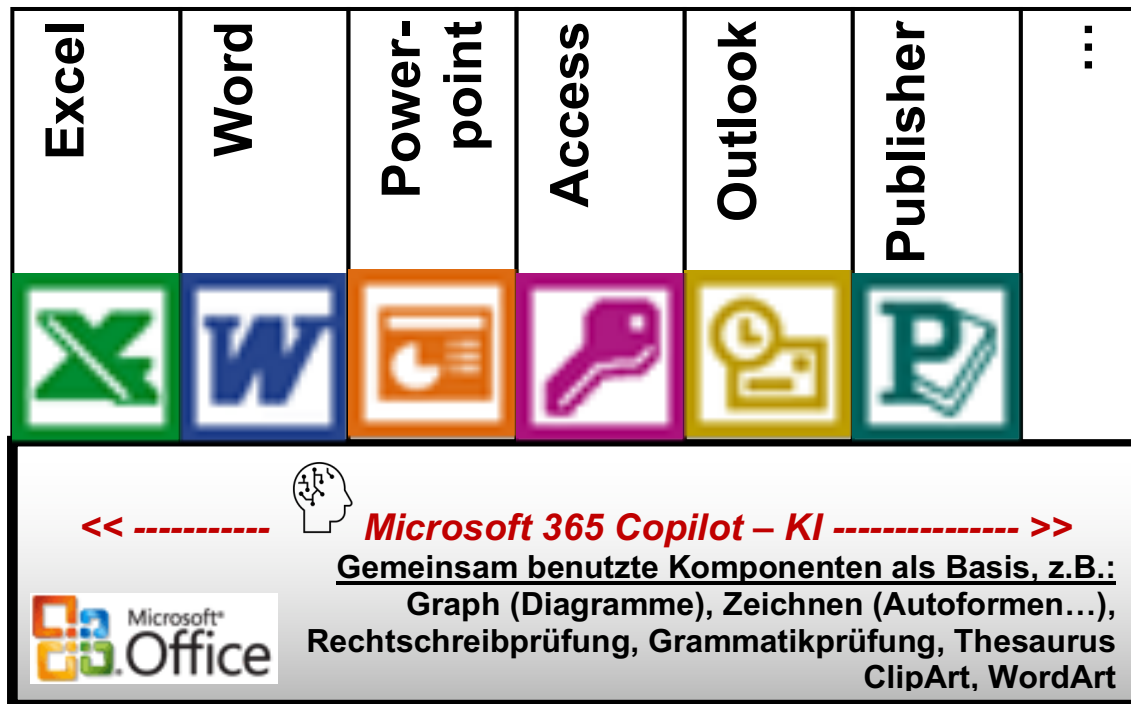 Excel
Word
Power-
point
Access
Outlook
Publisher
…
<< ----------- Microsoft 365 Copilot – KI --------------- >>
Gemeinsam benutzte Komponenten als Basis, z.B.:
Graph (Diagramme), Zeichnen (Autoformen…),
Rechtschreibprüfung, Grammatikprüfung, Thesaurus
ClipArt, WordArt
Microsoft®
Office